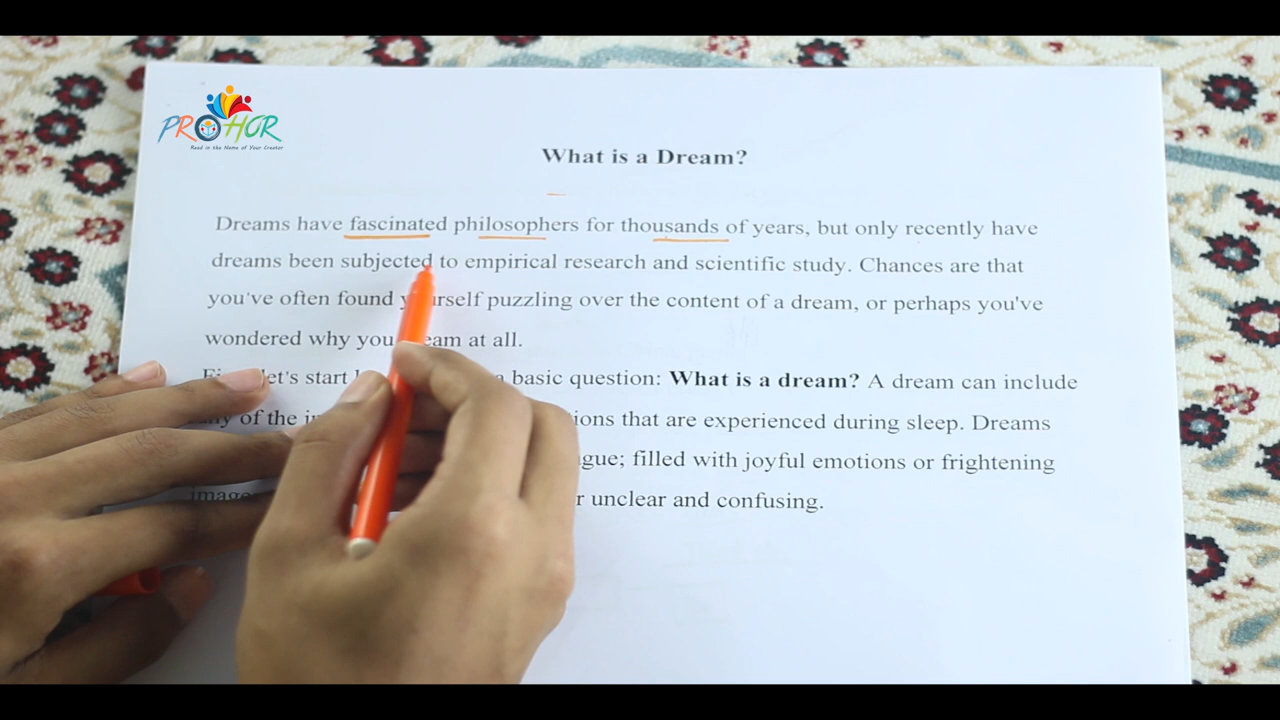 PROHOR
Read in the Name of Your Creator
What is a Dream?
Dreams have fascinated philosophers for thousands of years, but only recently have
dreams been subjected to empirical research and scientific study. Chances are that
you've often found yourself puzzling over the content of a dream, or perhaps you've
wondered why you dream at all.
let's start basic question: What is a dream? A dream can include
of the that are experienced during sleep. Dreams
filled with joyful emotions or frightening
unclear and confusing.